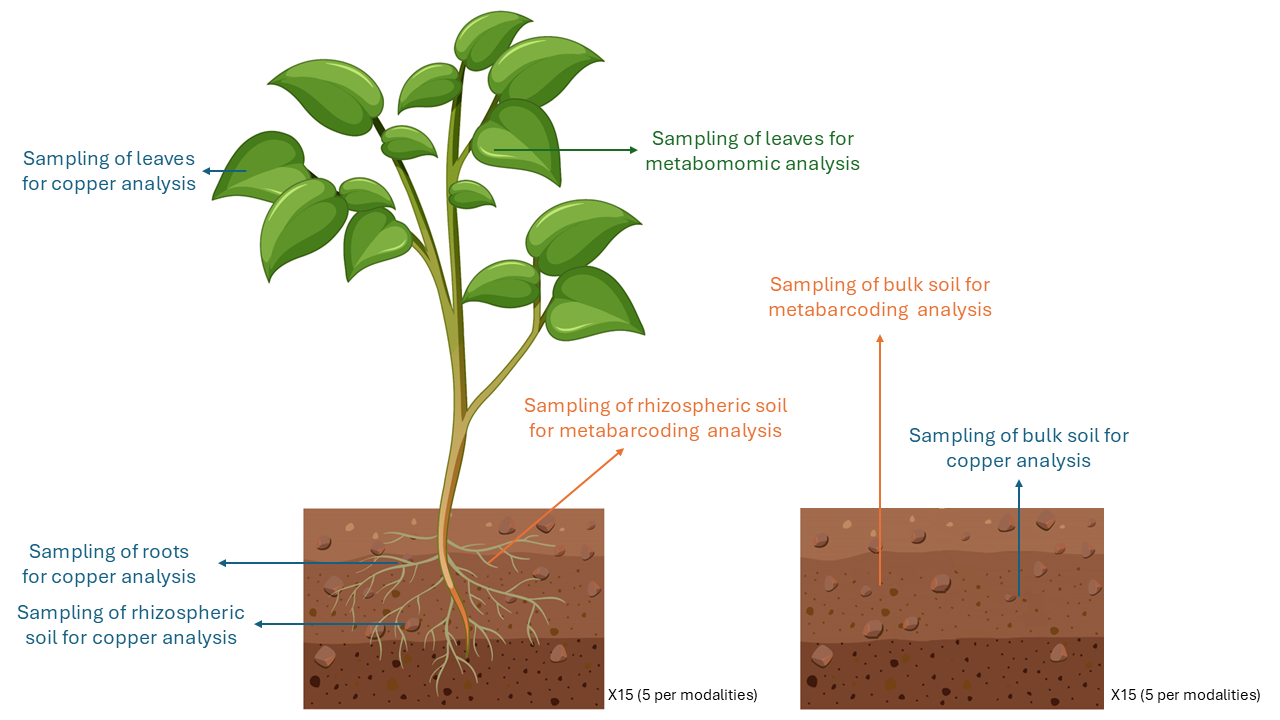 Sampling of leaves
for copper analysis
Sampling of leaves for
metabomomic analysis
Sampling of bulk soil for
metabarcoding analysis
Sampling of rhizospheric soil
for metabarcoding analysis
Sampling of bulk soil for
copper analysis
Sampling of roots
for copper analysis
Sampling of rhizospheric
soil for copper analysis
X15 (5 per modalities)
X15 (5 per modalities)